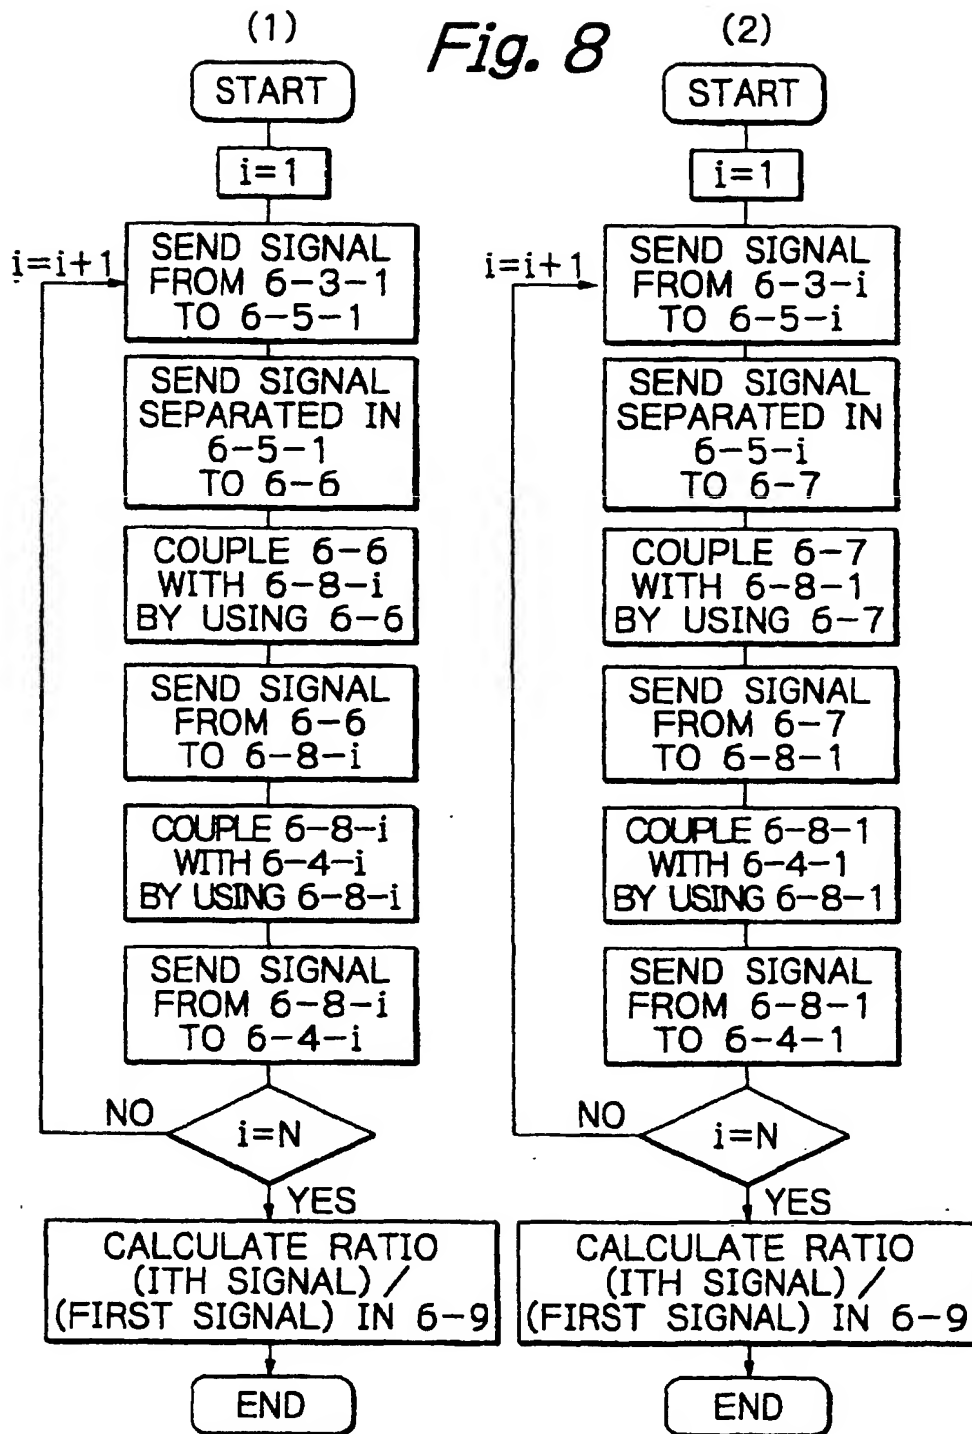 Fig. 8
(1)
START
i=1
i=i+1
SEND SIGNAL
FROM 6-3-1
TO 6-5-1
SEND SIGNAL
SEPARATED IN
6-5-1
TO 6-6
COUPLE 6-6
WITH 6-8-i
BY USING 6-6
SEND SIGNAL
FROM 6-6
TO 6-8-i
COUPLE 6-8-i
WITH 6-4-i
BY USING 6-8-i
SEND SIGNAL
FROM 6-8-i
TO 6-4-i
NO
i=N
YES
CALCULATE RATIO
(ITH SIGNAL) /
(FIRST SIGNAL) IN 6-9
END
(2)
START
i=1
i=i+1
SEND SIGNAL
FROM 6-3-i
TO 6-5-i
SEND SIGNAL
SEPARATED IN
6-5-i
TO 6-7
COUPLE 6-7
WITH 6-8-1
BY USING 6-7
SEND SIGNAL
FROM 6-7
TO 6-8-1
COUPLE 6-8-1
WITH 6-4-1
BY USING 6-8-1
SEND SIGNAL
FROM 6-8-1
TO 6-4-1
NO
i=N
YES
CALCULATE RATIO
(ITH SIGNAL) /
(FIRST SIGNAL) IN 6-9
END